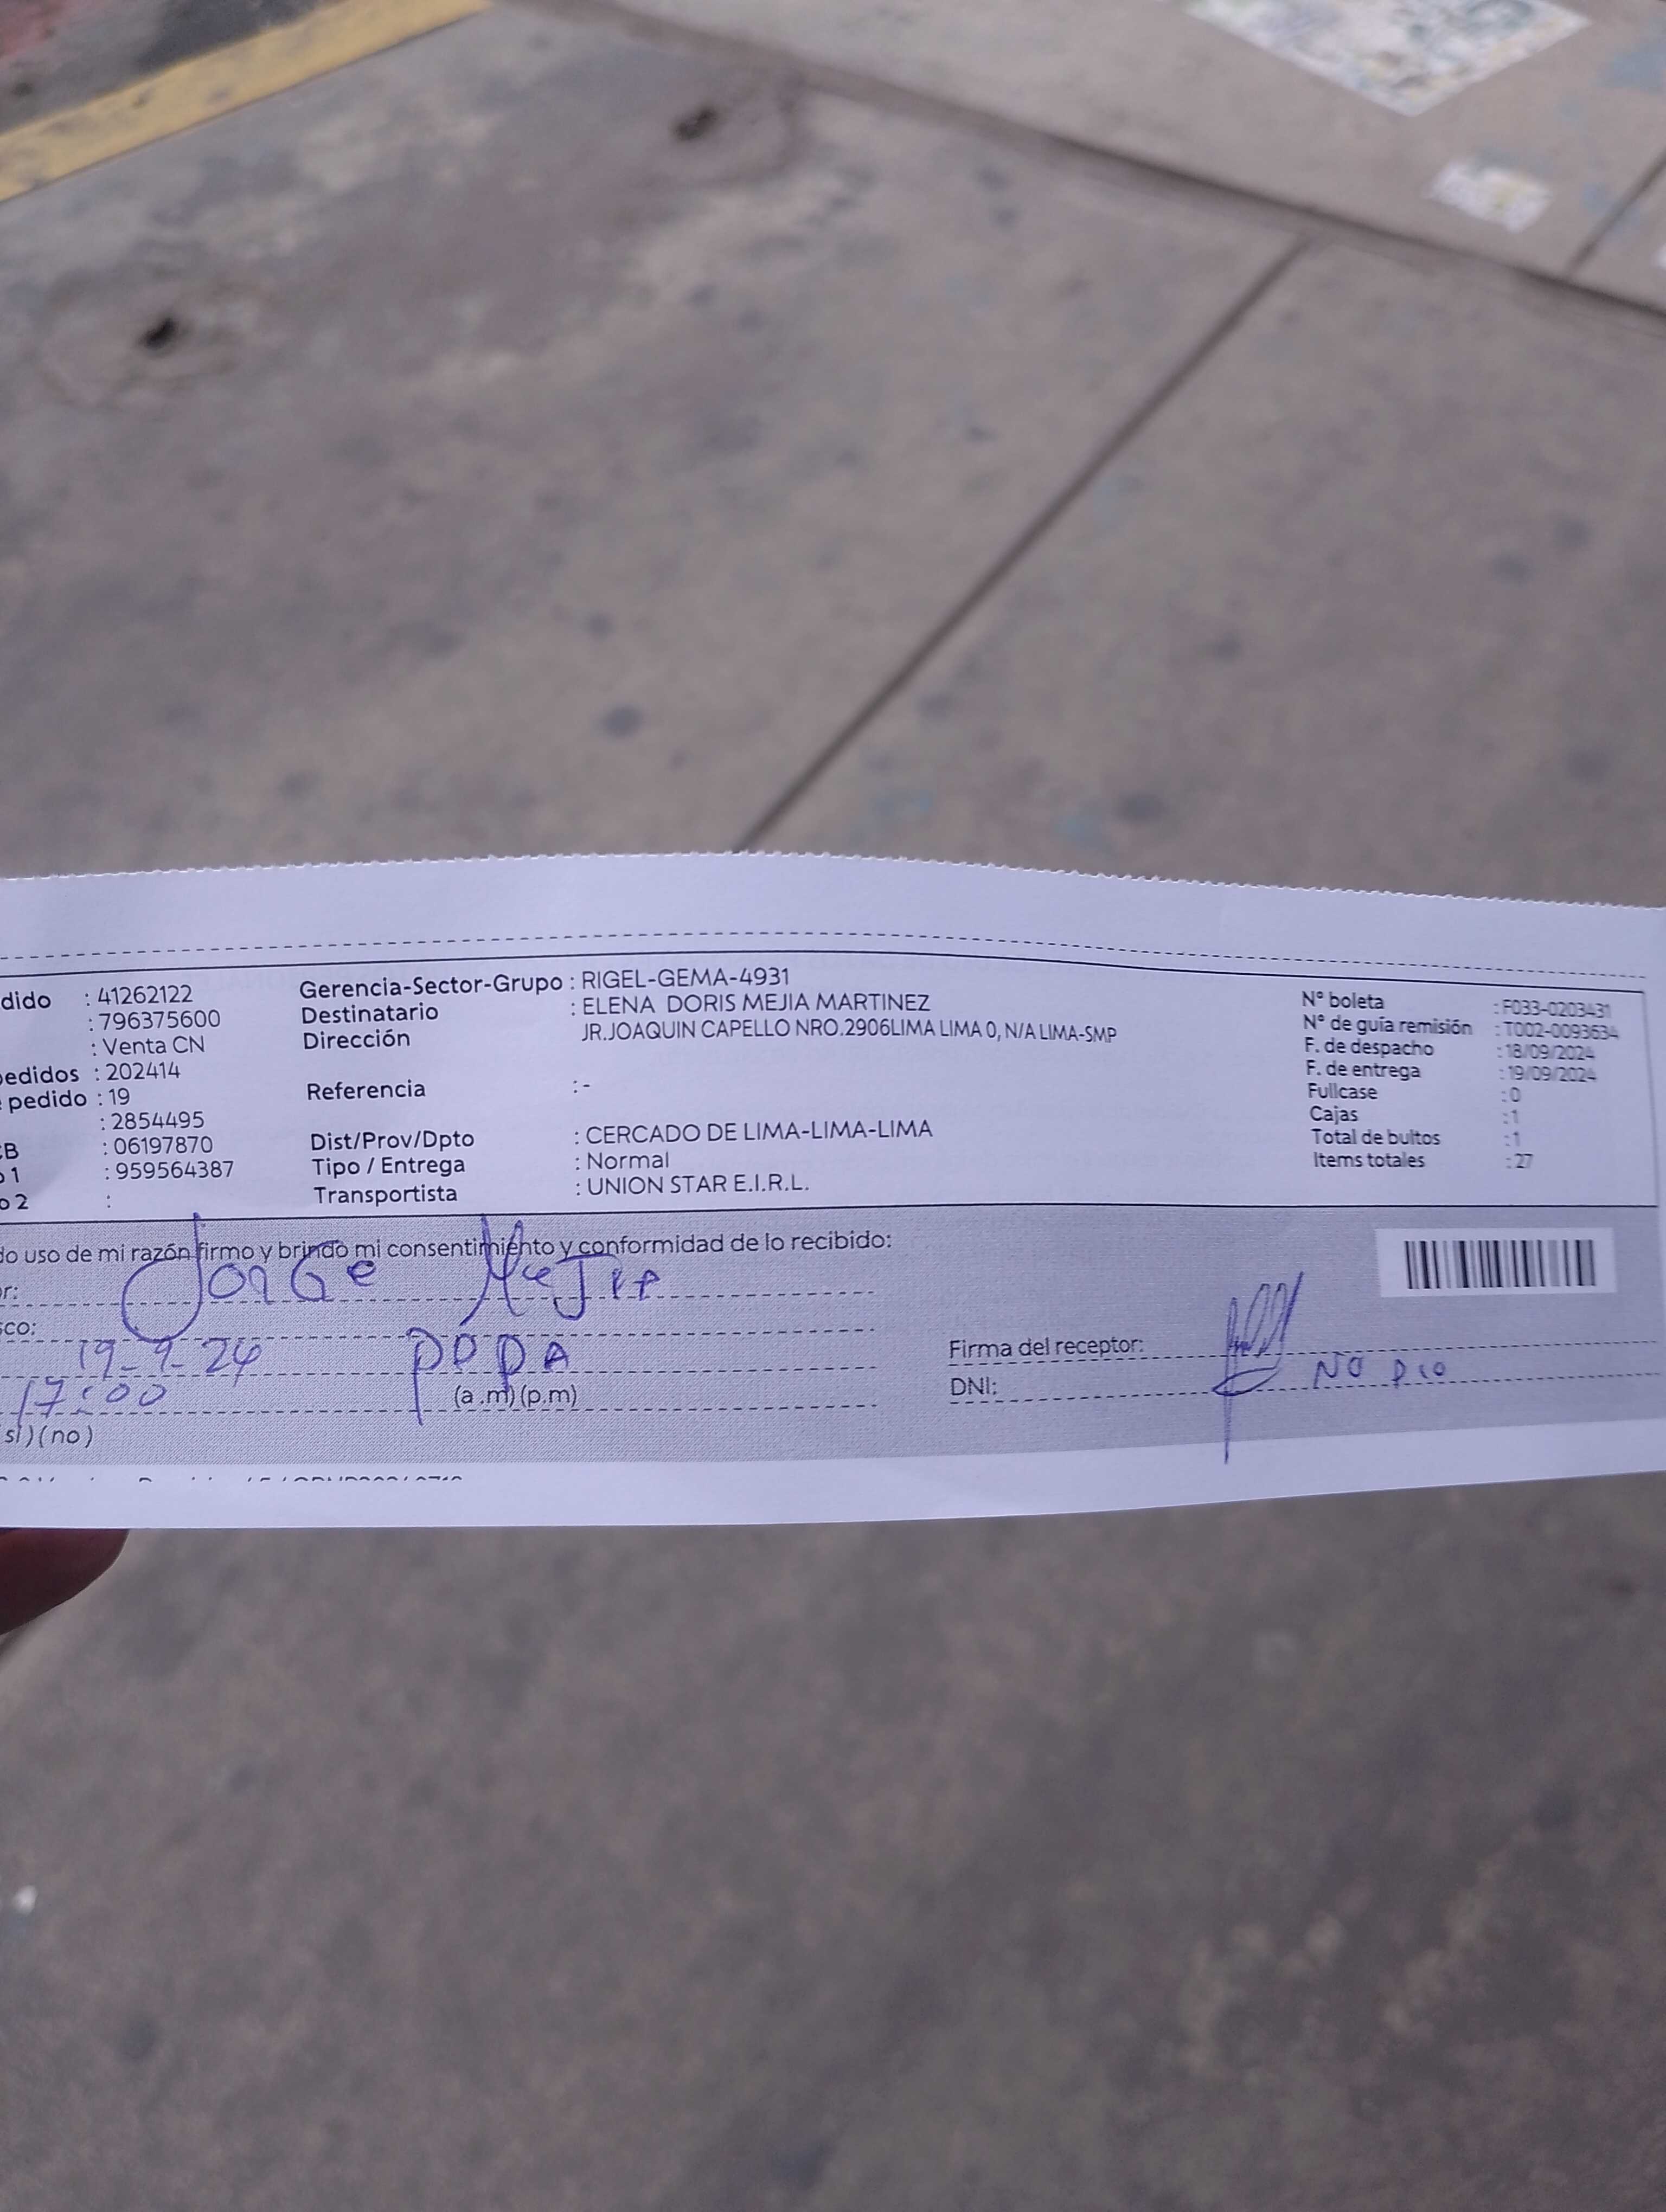 dido : 41262122
: 796375600
: Venta CN
edidos : 202414
pedido : 19
: 2854495
B : 06197870
1 : 959564387
o 2 :
Gerencia-Sector-Grupo : RIGEL-GEMA-4931
Destinatario : ELENA DORIS MEJIA MARTINEZ
Dirección JR.JOAQUIN CAPELLO NRO.2906LIMA LIMA 0, N/A LIMA-SMP
Referencia : -
Dist/Prov/Dpto : CERCADO DE LIMA-LIMA-LIMA
Tipo / Entrega : Normal
Transportista : UNION STAR E.I.R.L.
N° boleta : F033-0203431
N° de guía remisión : T002-0093634
F. de despacho : 18/09/2024
F. de entrega : 19/09/2024
Fullcase : 0
Cajas : 1
Total de bultos : 1
Items totales : 27
do uso de mi razón firmo y brindo mi consentimiento y conformidad de lo recibido:
r: Jorge Mejia
sco: PAPA
19-9-24
17:00 (a.m)(p.m)
si)(no)
Firma del receptor:
DNI: NO DIO